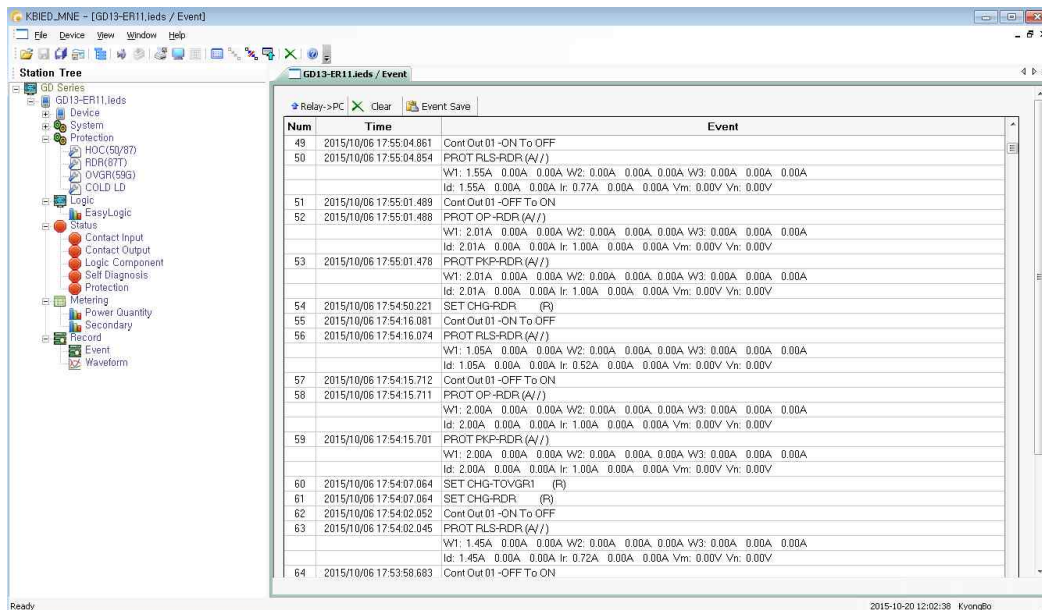 KBIED_MNE - [GD13-ER11.ieds / Event]
File Device View Window Help
Station Tree
GD Series
GD13-ER11.ieds
Device
System
Protection
HOC(50/87)
RDR(87T)
OVGR(59G)
COLD LD
Logic
EasyLogic
Status
Contact Input
Contact Output
Logic Component
Self Diagnosis
Protection
Metering
Power Quantity
Secondary
Record
Event
Waveform
GD13-ER11.ieds / Event
Relay->PC Clear Event Save
Num Time Event
49 2015/10/06 17:55:04.861 Cont Out 01 -ON To OFF
50 2015/10/06 17:55:04.854 PROT RLS-RDR (A//)
W1: 1.55A 0.00A 0.00A W2: 0.00A 0.00A 0.00A W3: 0.00A 0.00A 0.00A
Id: 1.55A 0.00A 0.00A Ir: 0.77A 0.00A 0.00A Vm: 0.00V Vn: 0.00V
51 2015/10/06 17:55:01.489 Cont Out 01 -OFF To ON
52 2015/10/06 17:55:01.488 PROT OP -RDR (A//)
W1: 2.01A 0.00A 0.00A W2: 0.00A 0.00A 0.00A W3: 0.00A 0.00A 0.00A
Id: 2.01A 0.00A 0.00A Ir: 1.00A 0.00A 0.00A Vm: 0.00V Vn: 0.00V
53 2015/10/06 17:55:01.478 PROT PKP-RDR (A//)
W1: 2.01A 0.00A 0.00A W2: 0.00A 0.00A 0.00A W3: 0.00A 0.00A 0.00A
Id: 2.01A 0.00A 0.00A Ir: 1.00A 0.00A 0.00A Vm: 0.00V Vn: 0.00V
54 2015/10/06 17:54:50.221 SET CHG-RDR (R)
55 2015/10/06 17:54:16.081 Cont Out 01 -ON To OFF
56 2015/10/06 17:54:16.074 PROT RLS-RDR (A//)
W1: 1.05A 0.00A 0.00A W2: 0.00A 0.00A 0.00A W3: 0.00A 0.00A 0.00A
Id: 1.05A 0.00A 0.00A Ir: 0.52A 0.00A 0.00A Vm: 0.00V Vn: 0.00V
57 2015/10/06 17:54:15.712 Cont Out 01 -OFF To ON
58 2015/10/06 17:54:15.711 PROT OP -RDR (A//)
W1: 2.00A 0.00A 0.00A W2: 0.00A 0.00A 0.00A W3: 0.00A 0.00A 0.00A
Id: 2.00A 0.00A 0.00A Ir: 1.00A 0.00A 0.00A Vm: 0.00V Vn: 0.00V
59 2015/10/06 17:54:15.701 PROT PKP-RDR (A//)
W1: 2.00A 0.00A 0.00A W2: 0.00A 0.00A 0.00A W3: 0.00A 0.00A 0.00A
Id: 2.00A 0.00A 0.00A Ir: 1.00A 0.00A 0.00A Vm: 0.00V Vn: 0.00V
60 2015/10/06 17:54:07.064 SET CHG-TOVGR1 (R)
61 2015/10/06 17:54:07.064 SET CHG-RDR (R)
62 2015/10/06 17:54:02.052 Cont Out 01 -ON To OFF
63 2015/10/06 17:54:02.045 PROT RLS-RDR (A//)
W1: 1.45A 0.00A 0.00A W2: 0.00A 0.00A 0.00A W3: 0.00A 0.00A 0.00A
Id: 1.45A 0.00A 0.00A Ir: 0.72A 0.00A 0.00A Vm: 0.00V Vn: 0.00V
64 2015/10/06 17:53:58.683 Cont Out 01 -OFF To ON
Ready 2015-10-20 12:02:38 KyongBo